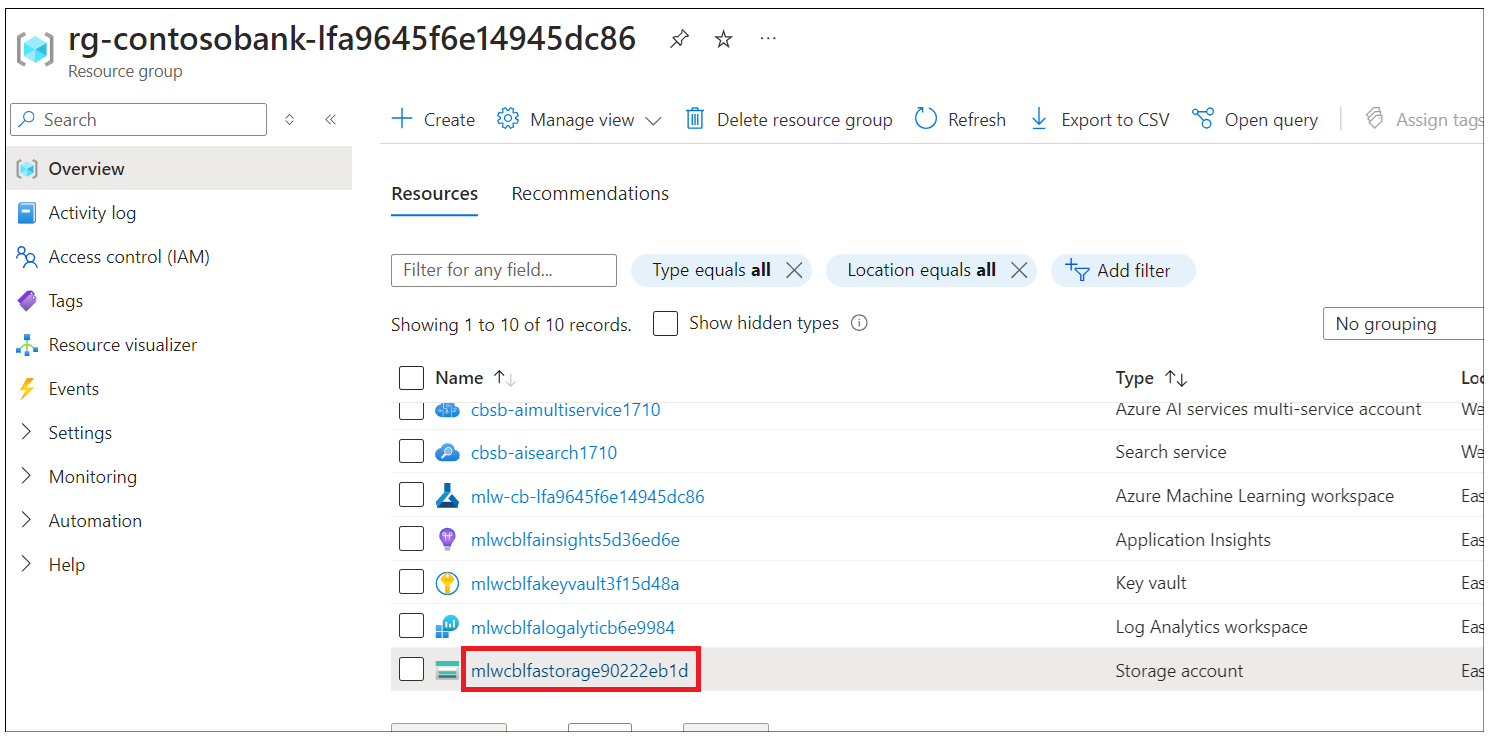 rg-contosobank-lfa9645f6e14945dc86
Resource group
Search
Create Manage view Delete resource group Refresh Export to CSV Open query Assign tags
Overview
Activity log
Access control (IAM)
Tags
Resource visualizer
Events
Settings
Monitoring
Automation
Help
Resources Recommendations
Filter for any field... Type equals all Location equals all Add filter
Showing 1 to 10 of 10 records. Show hidden types No grouping
Name Type Loc
cbsb-aimultiservice1710 Azure AI services multi-service account We
cbsb-aisearch1710 Search service We
mlw-cb-lfa9645f6e14945dc86 Azure Machine Learning workspace Eas
mlwcblfainsights5d36ed6e Application Insights Eas
mlwcblfakeyvault3f15d48a Key vault Eas
mlwcblfalogalyticb6e9984 Log Analytics workspace Eas
mlwcblfastorage90222eb1d Storage account Eas